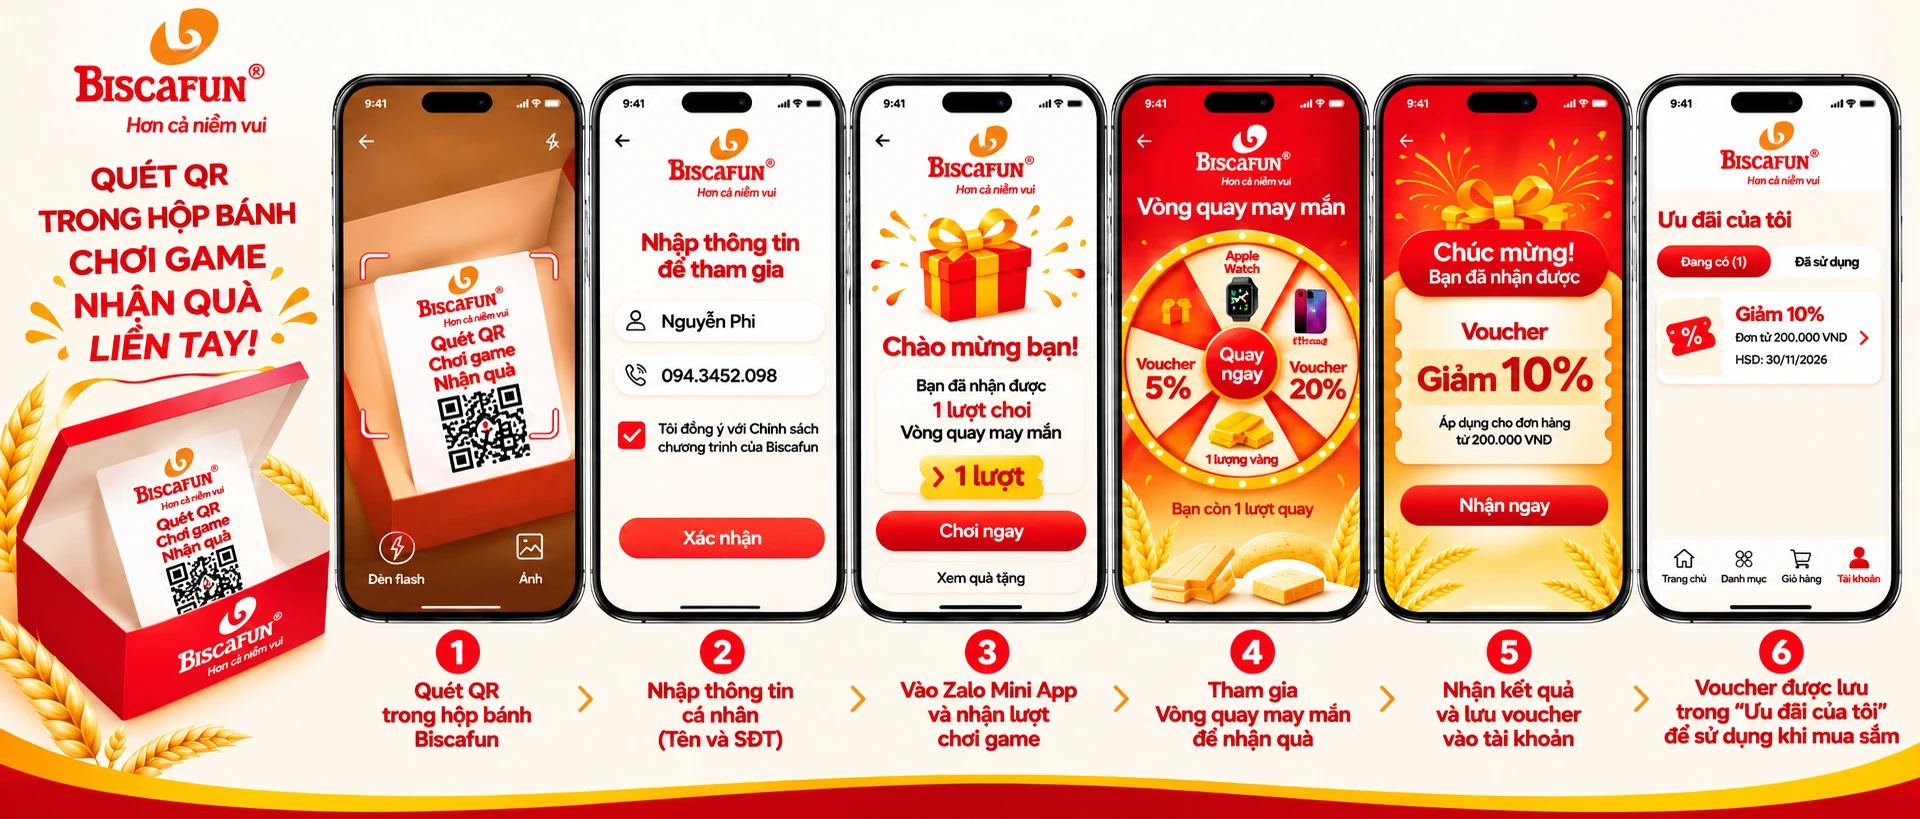 BISCAFUN®
Hơn cả niềm vui
QUÉT QR
TRONG HỘP BÁNH
CHƠI GAME
NHẬN QUÀ
LIỀN TAY!
BISCAFUN®
Hơn cả niềm vui
Quét QR
Chơi game
Nhận quà
BISCAFUN®
Hơn cả niềm vui
9:41
BISCAFUN®
Hơn cả niềm vui
Quét QR
Chơi game
Nhận quà
Đèn flash
Ảnh
9:41
BISCAFUN®
Hơn cả niềm vui
Nhập thông tin
để tham gia
Nguyễn Phi
094.3452.098
Tôi đồng ý với Chính sách
chương trình của Biscafun
Xác nhận
9:41
BISCAFUN®
Hơn cả niềm vui
Chào mừng bạn!
Bạn đã nhận được
1 lượt chơi
Vòng quay may mắn
1 lượt
Chơi ngay
Xem quà tặng
9:41
BISCAFUN®
Hơn cả niềm vui
Vòng quay may mắn
Apple
Watch
Voucher
5%
Quay
ngay
Voucher
20%
1 lượng vàng
Bạn còn 1 lượt quay
9:41
Chúc mừng!
Bạn đã nhận được
Voucher
Giảm 10%
Áp dụng cho đơn hàng
từ 200.000 VND
Nhận ngay
9:41
BISCAFUN®
Hơn cả niềm vui
Ưu đãi của tôi
Đang có (1)
Đã sử dụng
%
Giảm 10%
Đơn từ 200.000 VND
HSD: 30/11/2026
Trang chủ
Danh mục
Giỏ hàng
Tài khoản
1
Quét QR
trong hộp bánh
Biscafun
2
Nhập thông tin
cá nhân
(Tên và SĐT)
3
Vào Zalo Mini App
và nhận lượt
chơi game
4
Tham gia
Vòng quay may mắn
để nhận quà
5
Nhận kết quả
và lưu voucher
vào tài khoản
6
Voucher được lưu
trong "Ưu đãi của tôi"
để sử dụng khi mua sắm